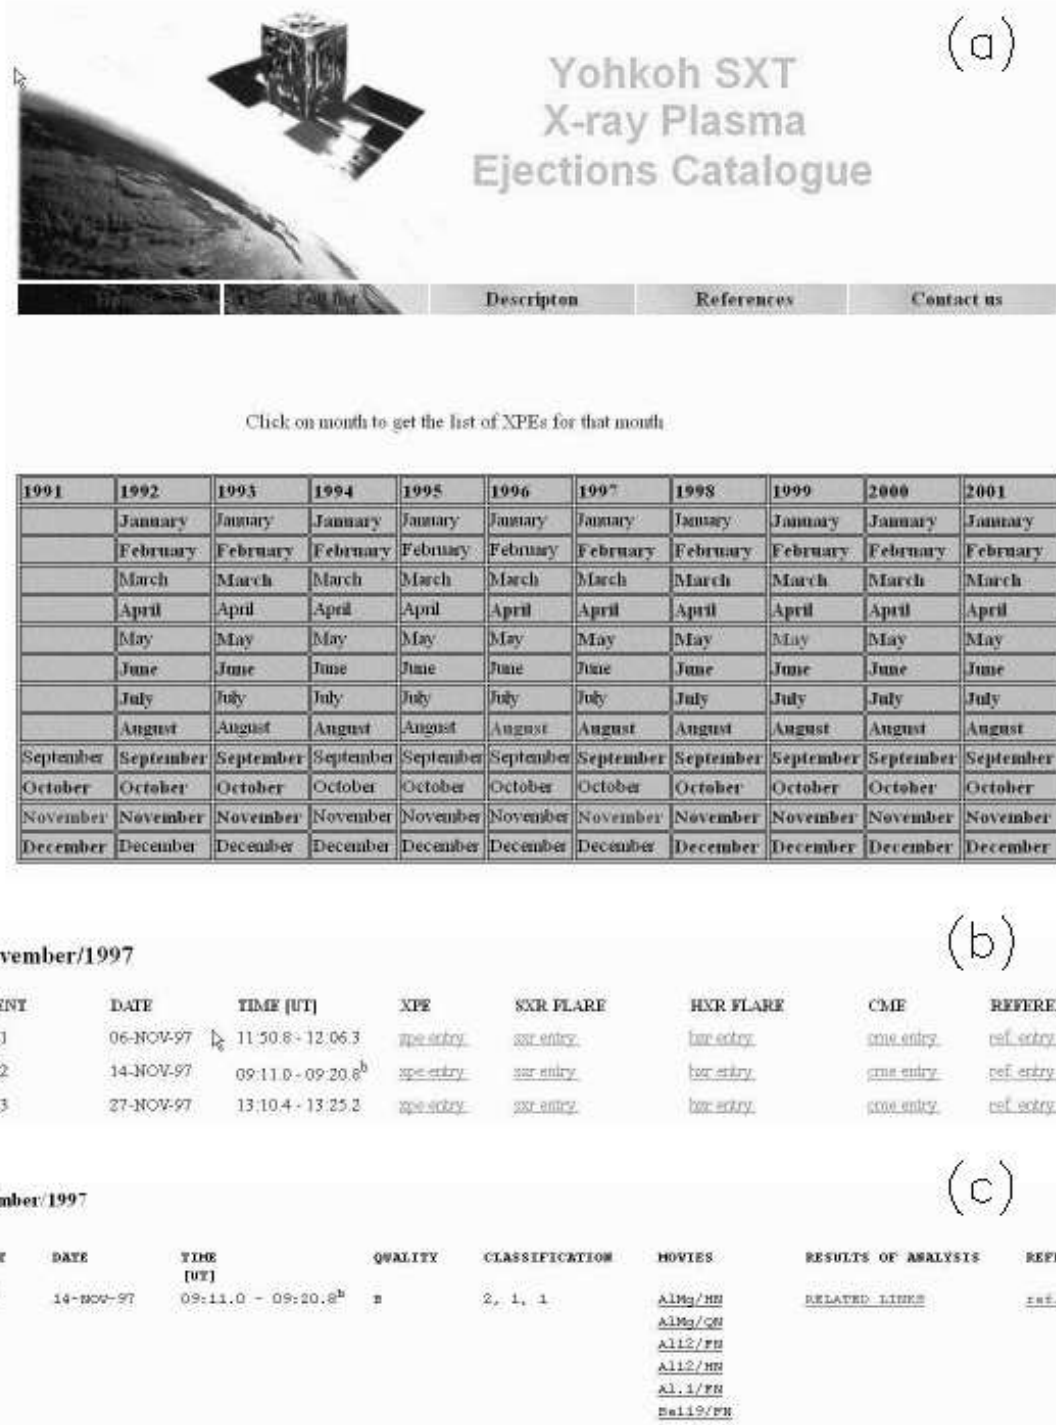 (a)
Yohkoh SXT
X-ray Plasma
Ejections Catalogue
Descripton References Contact us
Click on month to get the list of XPEs for that month
1991 1992 1993 1994 1995 1996 1997 1998 1999 2000 2001
January January January January January January January January January January
February February February February February February February February February February
March March March March March March March March March March
April April April April April April April April April April
May May May May May May May May May May
June June June June June June June June June June
July July July July July July July July July July
August August August August August August August August August August
September September September September September September September September September September September
October October October October October October October October October October October
November November November November November November November November November November November
December December December December December December December December December December December
(b)
vember/1997
ENT DATE TIME [UT] XPE SXR FLARE HXR FLARE CME REFERE
1 06-NOV-97 11:50.8 - 12:06.3 xpe entry sxr entry hxr entry cme entry ref. entry
2 14-NOV-97 09:11.0 - 09:20.8b xpe entry sxr entry hxr entry cme entry ref. entry
3 27-NOV-97 13:10.4 - 13:25.2 xpe entry sxr entry hxr entry cme entry ref. entry
(c)
mber/1997
T DATE TIME QUALITY CLASSIFICATION MOVIES RESULTS OF ANALYSIS REF
[UT]
14-NOV-97 09:11.0 - 09:20.8b B 2, 1, 1 AlMg/HN RELATED LINKS ref.
AlMg/QN
Al12/FN
Al12/HN
Al.1/FN
Be119/FN